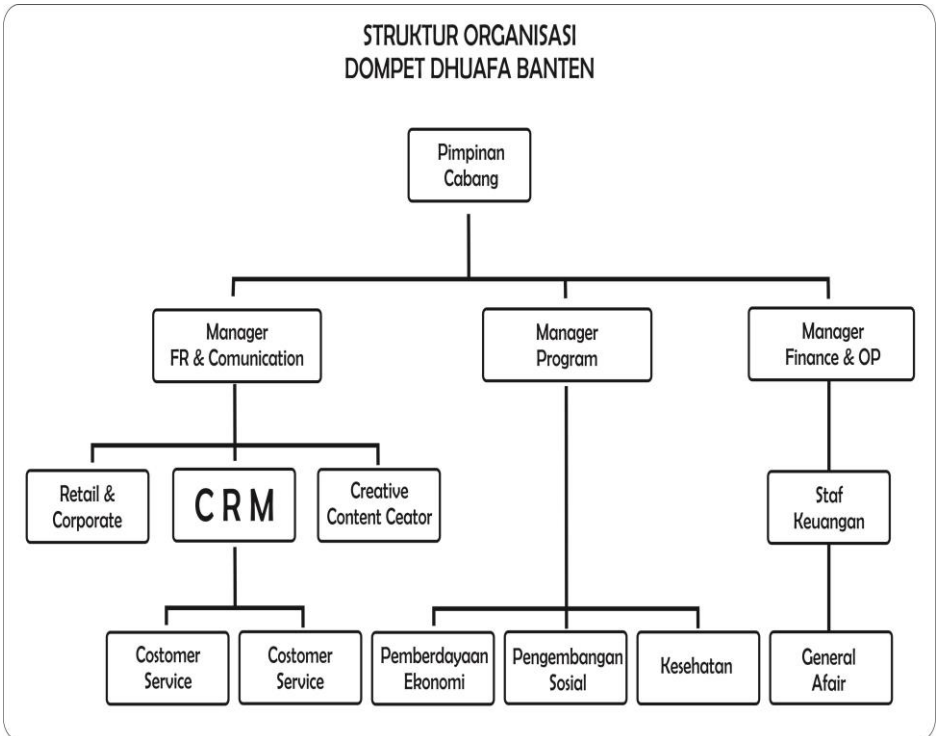 STRUKTUR ORGANISASI
DOMPET DHUAFA BANTEN
Pimpinan
Cabang
Manager
FR & Comunication
Manager
Program
Manager
Finance & OP
Retail &
Corporate
CRM
Creative
Content Ceator
Staf
Keuangan
Costomer
Service
Costomer
Service
Pemberdayaan
Ekonomi
Pengembangan
Sosial
Kesehatan
General
Afair